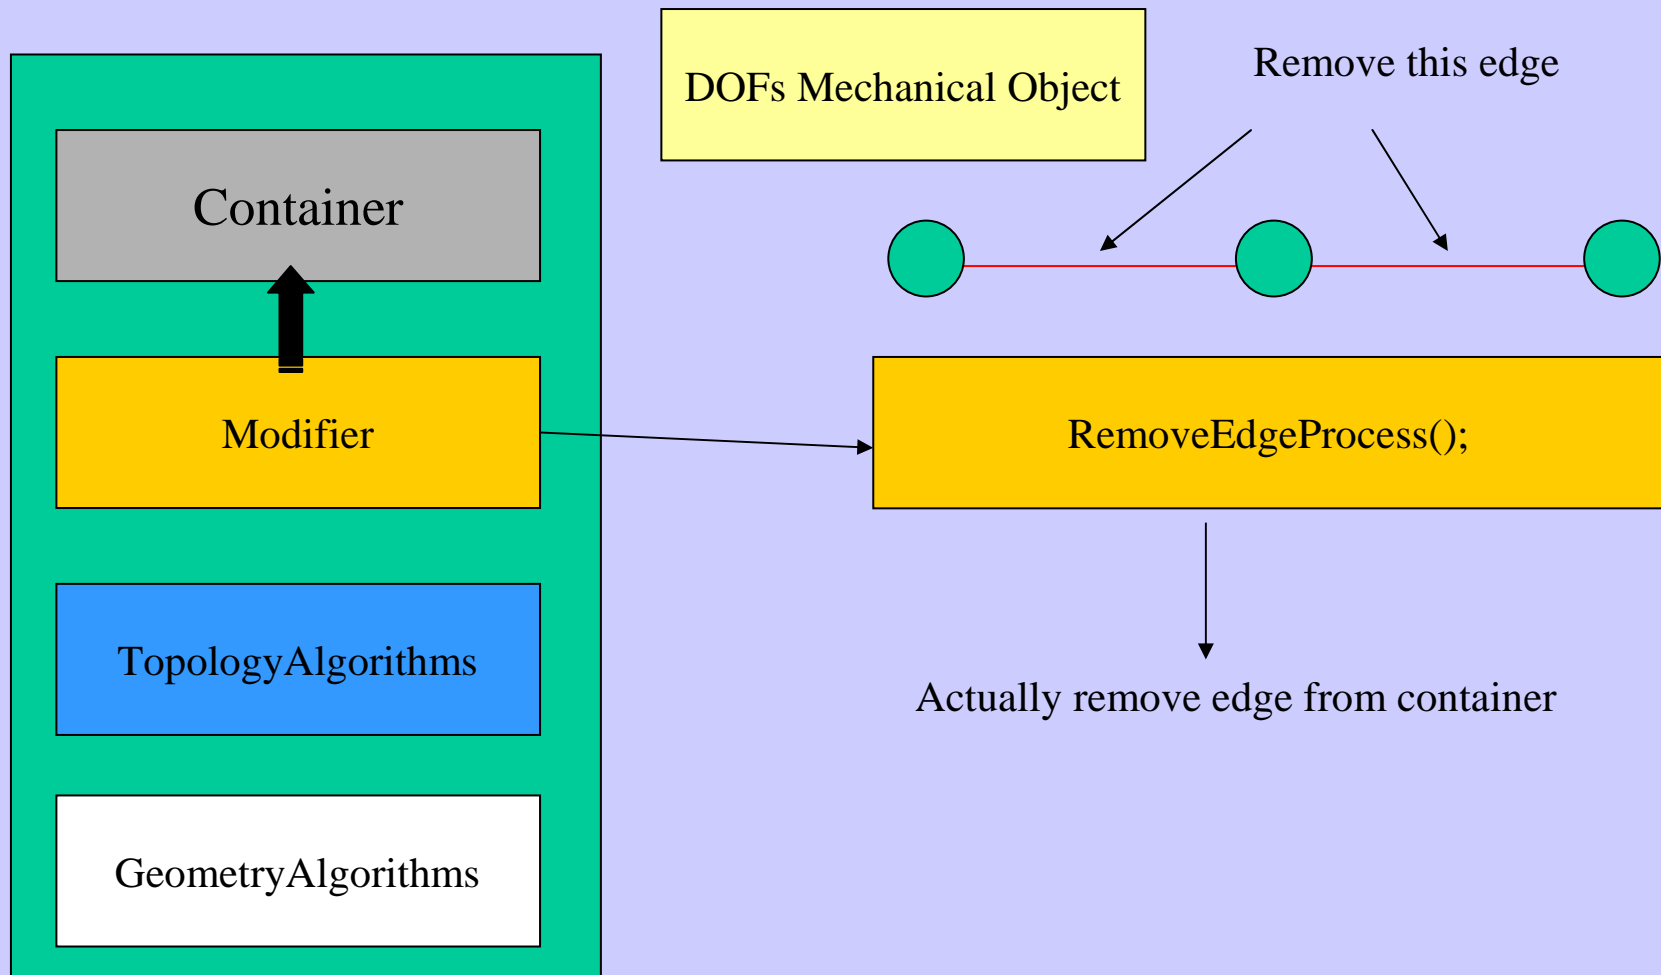 DOFs Mechanical Object
Remove this edge
Container
Modifier
RemoveEdgeProcess();
TopologyAlgorithms
Actually remove edge from container
GeometryAlgorithms